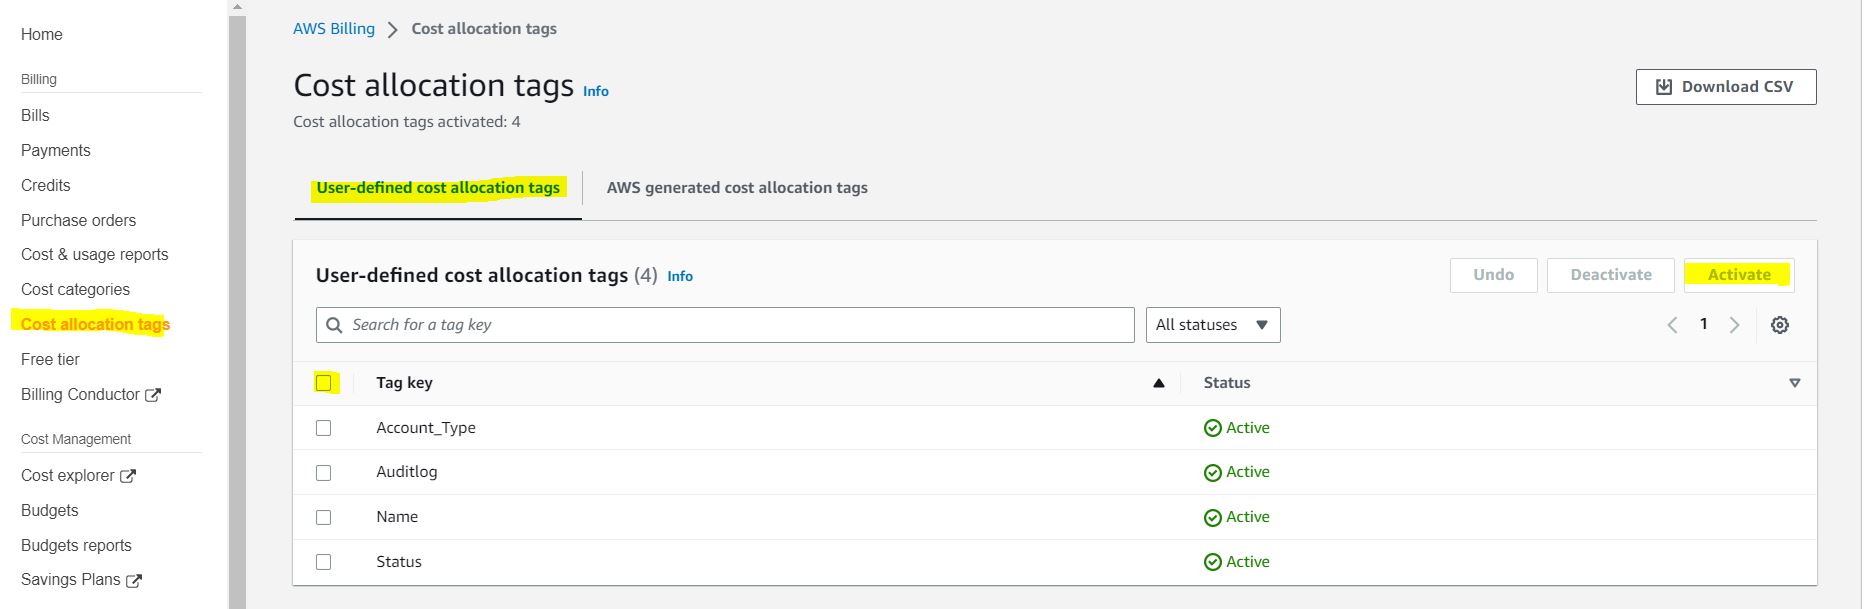 Home
Billing
Bills
Payments
Credits
Purchase orders
Cost & usage reports
Cost categories
Cost allocation tags
Free tier
Billing Conductor
Cost Management
Cost explorer
Budgets
Budgets reports
Savings Plans
AWS Billing > Cost allocation tags
Cost allocation tags Info
Download CSV
Cost allocation tags activated: 4
User-defined cost allocation tags AWS generated cost allocation tags
User-defined cost allocation tags (4) Info
Undo Deactivate Activate
Search for a tag key All statuses
1
Tag key Status
Account_Type Active
Auditlog Active
Name Active
Status Active